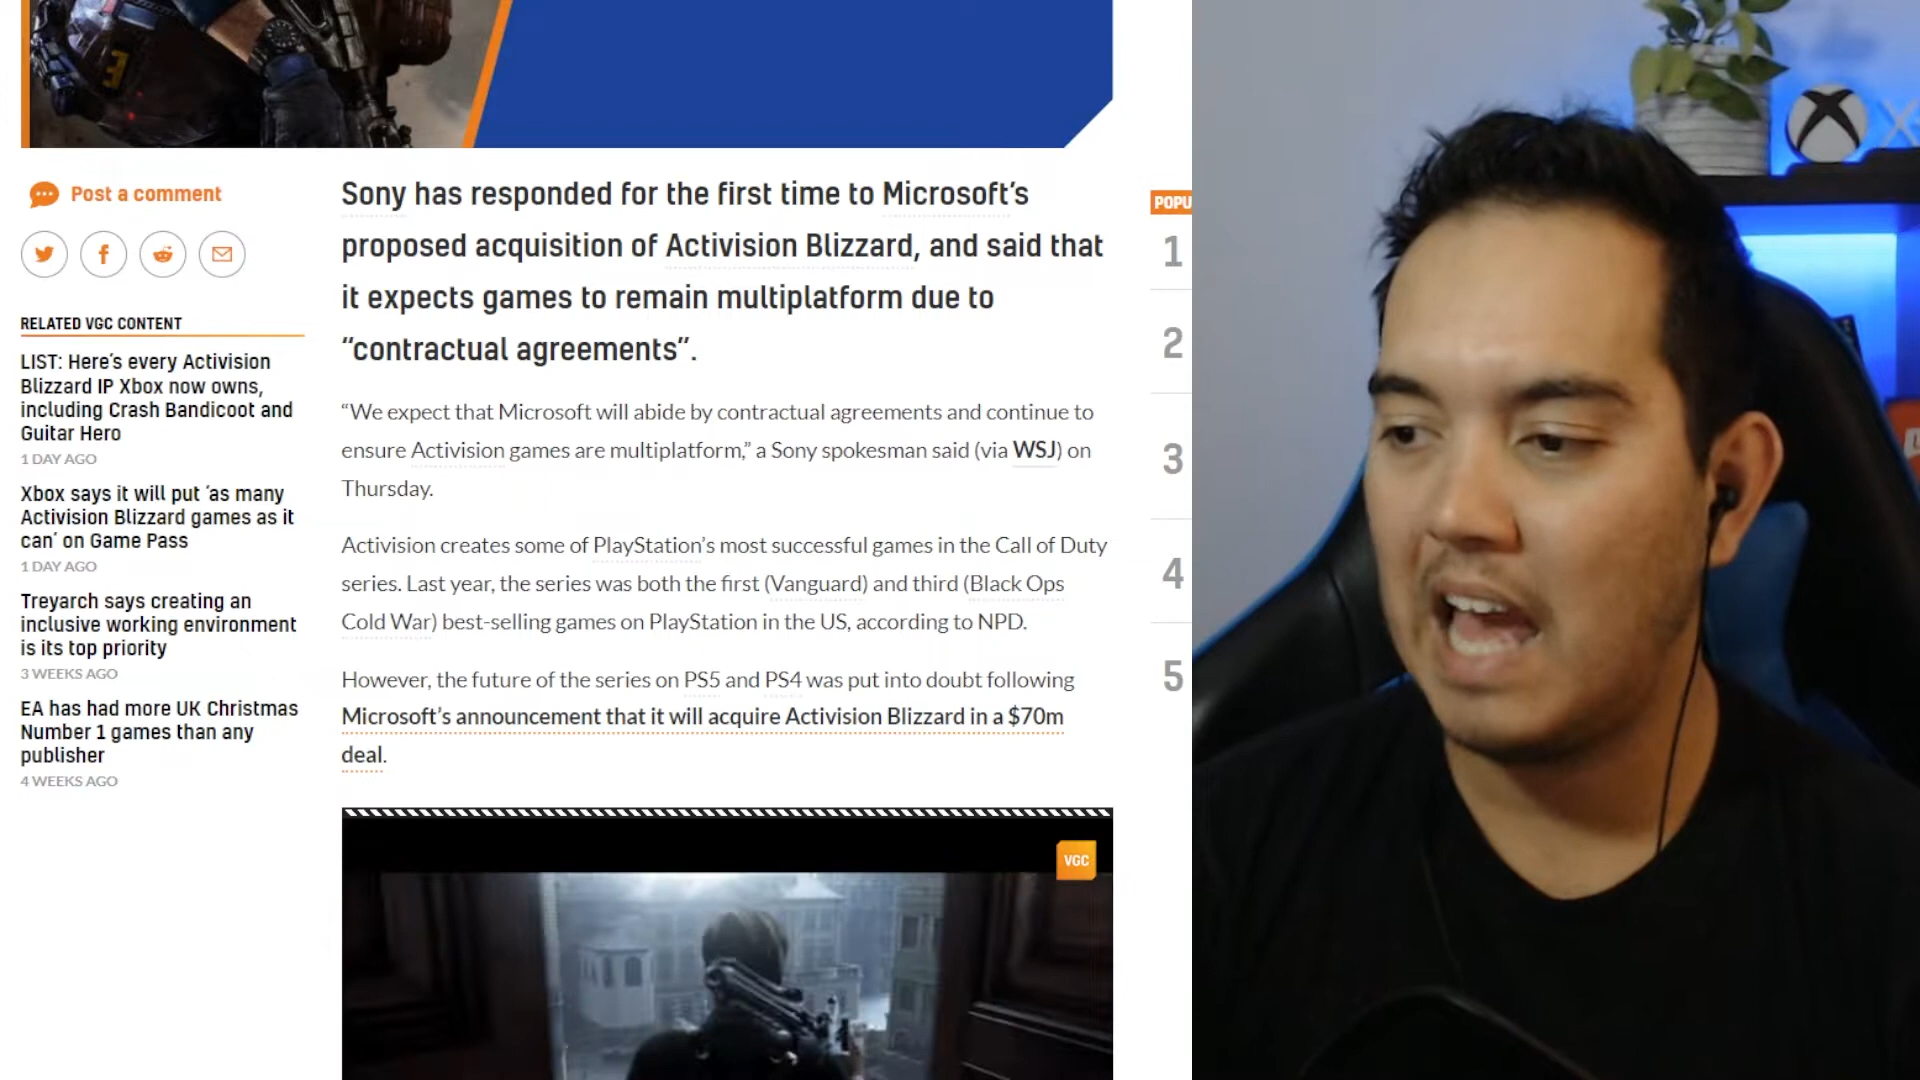 Post a comment
RELATED VGC CONTENT
LIST: Here's every Activision
Blizzard IP Xbox now owns,
including Crash Bandicoot and
Guitar Hero
1 DAY AGO
Xbox says it will put 'as many
Activision Blizzard games as it
can' on Game Pass
1 DAY AGO
Treyarch says creating an
inclusive working environment
is its top priority
3 WEEKS AGO
EA has had more UK Christmas
Number 1 games than any
publisher
4 WEEKS AGO
Sony has responded for the first time to Microsoft's
proposed acquisition of Activision Blizzard, and said that
it expects games to remain multiplatform due to
“contractual agreements”.
“We expect that Microsoft will abide by contractual agreements and continue to
ensure Activision games are multiplatform,” a Sony spokesman said (via WSJ) on
Thursday.
Activision creates some of PlayStation's most successful games in the Call of Duty
series. Last year, the series was both the first (Vanguard) and third (Black Ops
Cold War) best-selling games on PlayStation in the US, according to NPD.
However, the future of the series on PS5 and PS4 was put into doubt following
Microsoft's announcement that it will acquire Activision Blizzard in a $70m
deal.
VGC
POPU
1
2
3
4
5